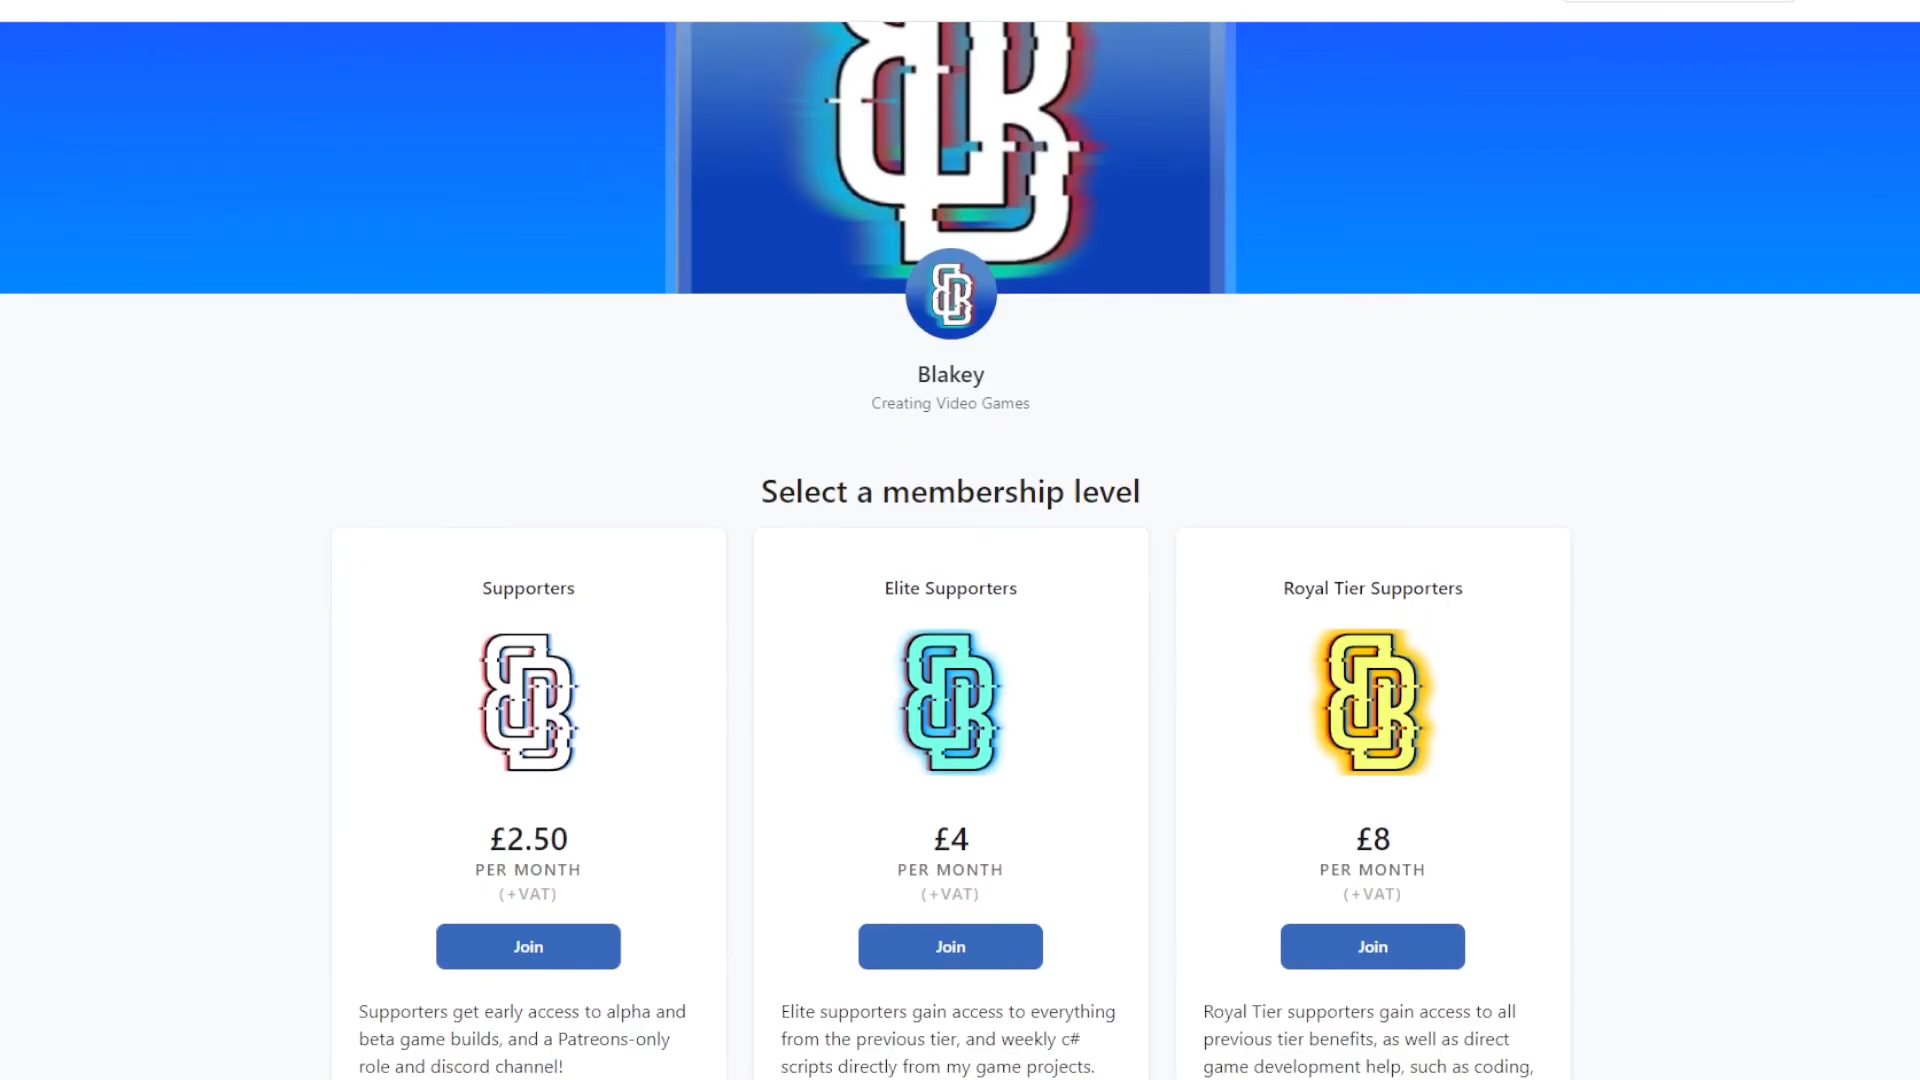 Blakey
Creating Video Games
Select a membership level
Supporters
£2.50
PER MONTH
(+VAT)
Join
Supporters get early access to alpha and
beta game builds, and a Patreons-only
role and discord channel!
Elite Supporters
£4
PER MONTH
(+VAT)
Join
Elite supporters gain access to everything
from the previous tier, and weekly c#
scripts directly from my game projects.
Royal Tier Supporters
£8
PER MONTH
(+VAT)
Join
Royal Tier supporters gain access to all
previous tier benefits, as well as direct
game development help, such as coding,